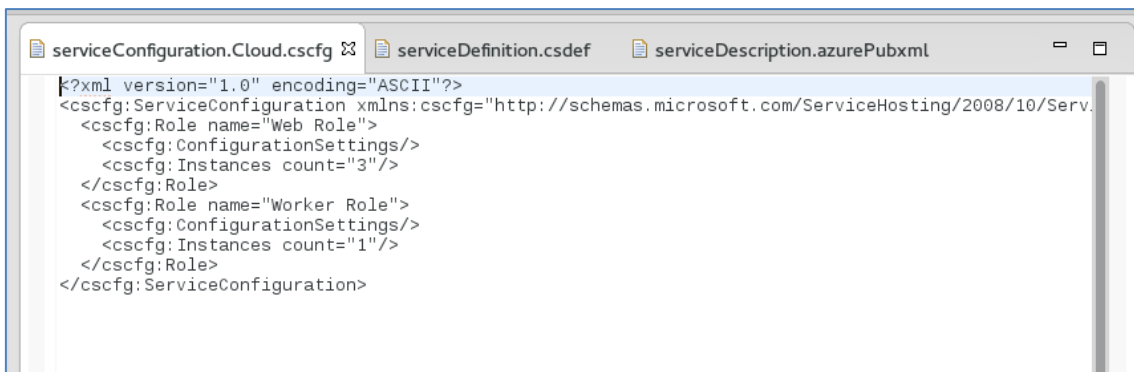 serviceConfiguration.Cloud.cscfg serviceDefinition.csdef serviceDescription.azurePubxml
<?xml version="1.0" encoding="ASCII"?>
<cscfg:ServiceConfiguration xmlns:cscfg="http://schemas.microsoft.com/ServiceHosting/2008/10/Serv
<cscfg:Role name="Web Role">
<cscfg:ConfigurationSettings/>
<cscfg:Instances count="3"/>
</cscfg:Role>
<cscfg:Role name="Worker Role">
<cscfg:ConfigurationSettings/>
<cscfg:Instances count="1"/>
</cscfg:Role>
</cscfg:ServiceConfiguration>